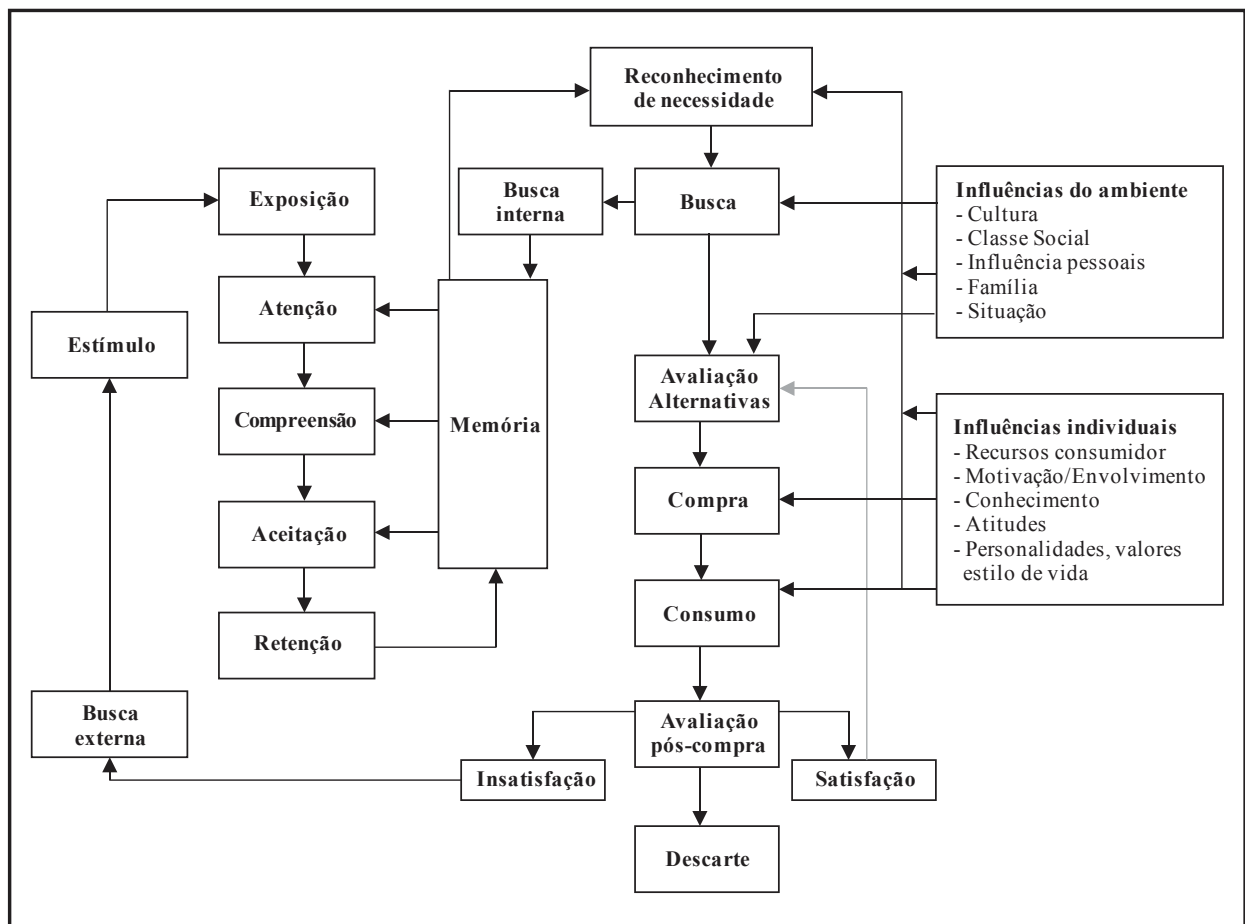 Reconhecimento
de necessidade
Exposição
Busca
interna
Busca
Influências do ambiente
- Cultura
- Classe Social
- Influência pessoais
- Família
- Situação
Atenção
Estímulo
Avaliação
Alternativas
Compreensão
Memória
Influências individuais
- Recursos consumidor
- Motivação/Envolvimento
- Conhecimento
- Atitudes
- Personalidades, valores
estilo de vida
Compra
Aceitação
Consumo
Retenção
Busca
externa
Avaliação
pós-compra
Insatisfação
Satisfação
Descarte